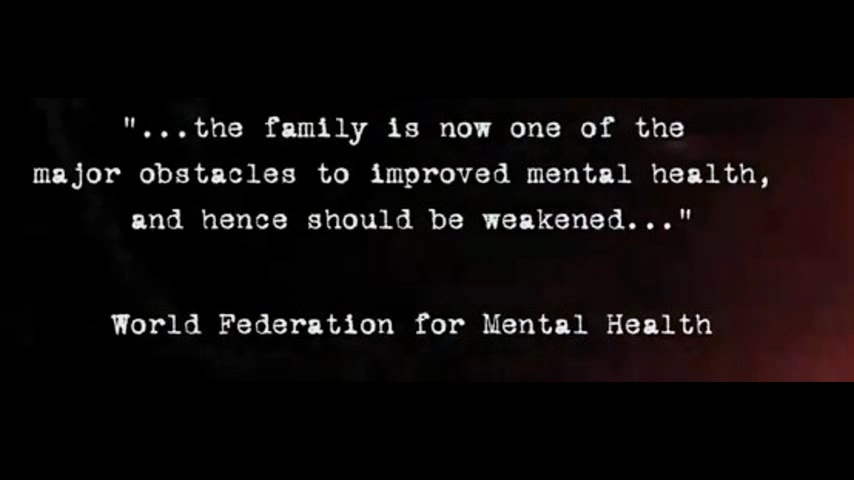 "...the family is now one of the
major obstacles to improved mental health,
and hence should be weakened..."
World Federation for Mental Health